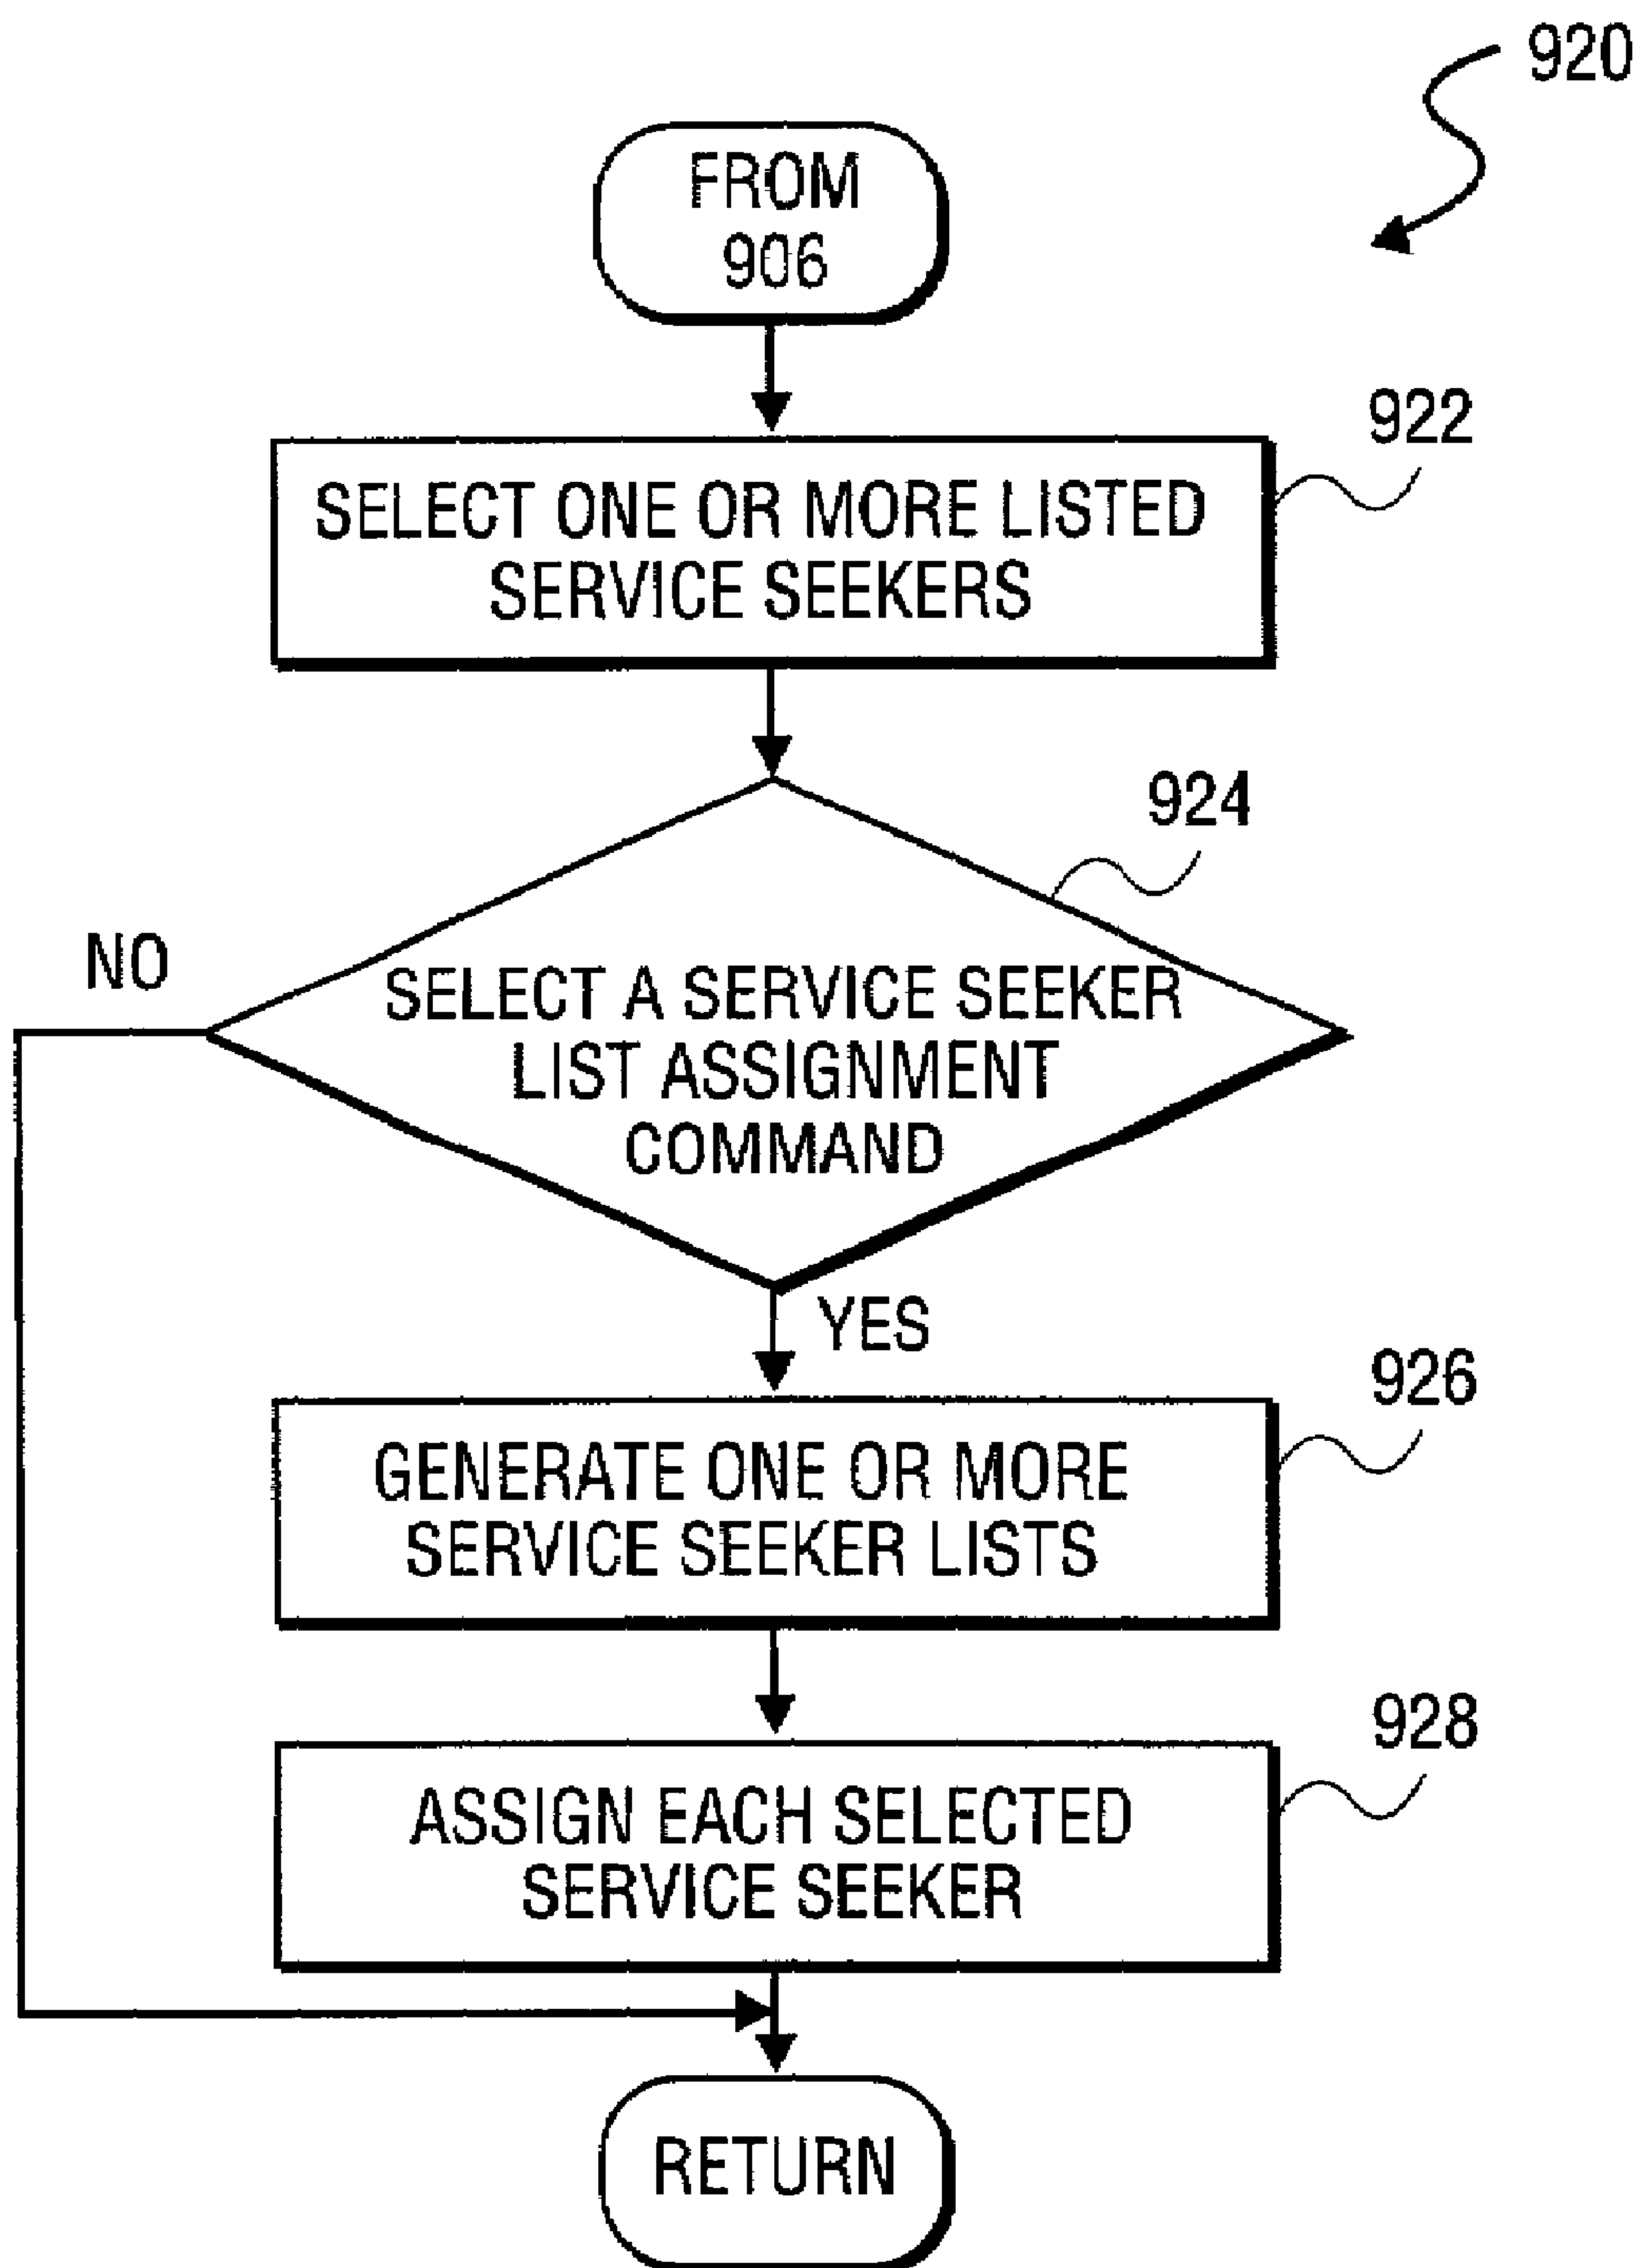 920
FROM
906
922
SELECT ONE OR MORE LISTED
SERVICE SEEKERS
924
NO
SELECT A SERVICE SEEKER
LIST ASSIGNMENT
COMMAND
YES
926
GENERATE ONE OR MORE
SERVICE SEEKER LISTS
928
ASSIGN EACH SELECTED
SERVICE SEEKER
RETURN